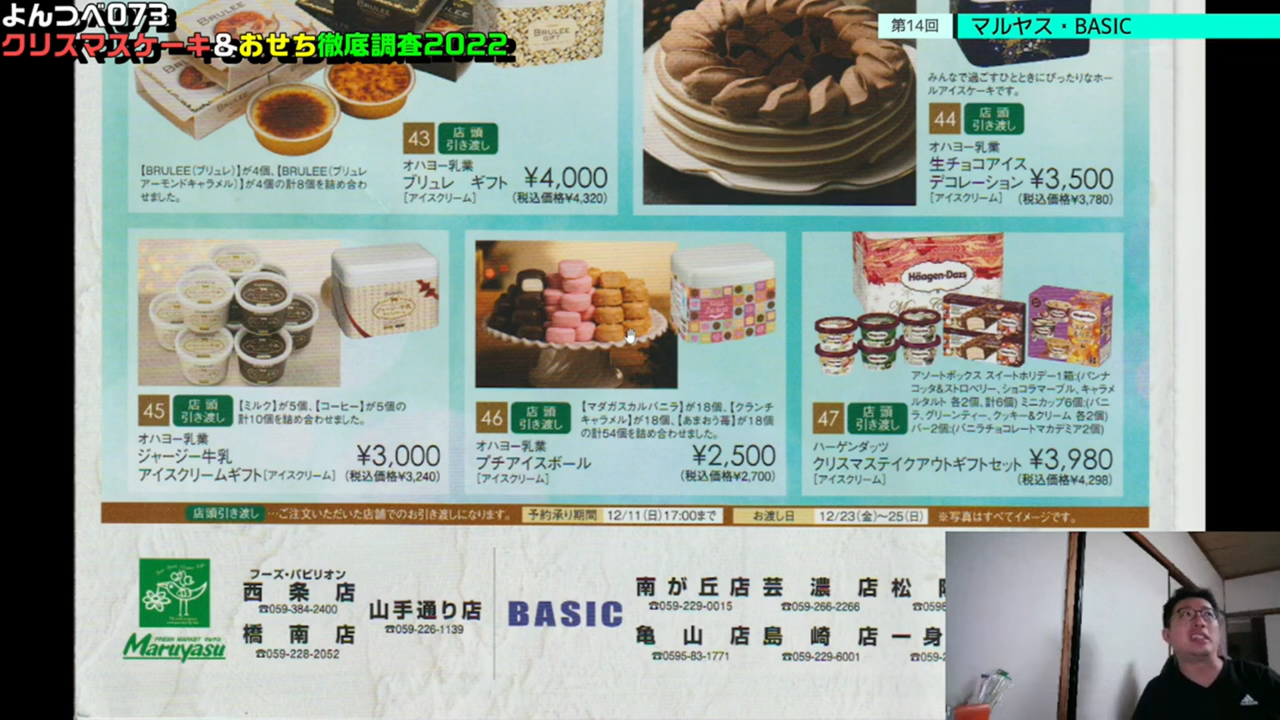 よんつべ073
クリスマスケーキ&おせち徹底調査2022
第14回
マルヤス・BASIC
BRULEE
BRULEE
BRULEE
GIFT
43
店頭
引き渡し
【BRULEE(ブリュレ)】が4個、【BRULEE(ブリュレ
アーモンドキャラメル)】が4個の計8個を詰め合わ
せました。
オハヨー乳業
ブリュレ ギフト
[アイスクリーム]
¥4,000
(税込価格¥4,320)
みんなで過ごすひとときにぴったりなホー
ルアイスケーキです。
44
店頭
引き渡し
オハヨー乳業
生チョコアイス
デコレーション
[アイスクリーム]
¥3,500
(税込価格¥3,780)
45
店頭
引き渡し
【ミルク】が5個、【コーヒー】が5個の
計10個を詰め合わせました。
オハヨー乳業
ジャージー牛乳
アイスクリームギフト[アイスクリーム]
¥3,000
(税込価格¥3,240)
46
店頭
引き渡し
【マダガスカルバニラ】が18個、【クランチ
キャラメル】が18個、【あまおう苺】が18個
の計54個を詰め合わせました。
オハヨー乳業
プチアイスボール
[アイスクリーム]
¥2,500
(税込価格¥2,700)
Häagen-Dazs
47
店頭
引き渡し
アソートボックス スイートホリデー1箱:(パンナ
コッタ&ストロベリー、ショコラマーブル、キャラメ
ルタルト 各2個、計6個) ミニカップ6個:(バニ
ラ、グリーンティー、クッキー&クリーム 各2個)
バー2個:(バニラチョコレートマカデミア2個)
ハーゲンダッツ
クリスマステイクアウトギフトセット
[アイスクリーム]
¥3,980
(税込価格¥4,298)
店頭引き渡し …ご注文いただいた店舗でのお引き渡しになります。 予約承り期間 12/11(日)17:00まで お渡し日 12/23(金)〜25(日) ※写真はすべてイメージです。
FRESH MARKET マルヤス
Maruyasu
フーズ・パビリオン
西条店
☎059-384-2400
橋南店
☎059-228-2052
山手通り店
☎059-226-1139
BASIC
南が丘店
☎059-229-0015
芸濃店
☎059-266-2266
松
☎0598
亀山店
☎0595-83-1771
島崎店
☎059-229-6001
一身
☎059-2
adidas